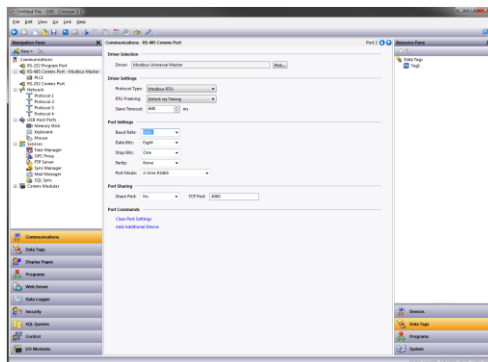 Untitled File - G09 - Crimson 3.0
File Edit View Go Link Help
Navigation Pane
Communications - RS-485 Comms Port
Port 2
Resource Pane
New
Communications
RS-232 Program Port
RS-485 Comms Port - Modbus Master
PLC1
RS-232 Comms Port
Network
Protocol 1
Protocol 2
Protocol 3
Protocol 4
USB Host Ports
Memory Stick
Keyboard
Mouse
Services
Time Manager
OPC Proxy
FTP Server
Sync Manager
Mail Manager
SQL Sync
Comms Modules
Driver Selection
Driver: Modbus Universal Master
Pick...
Driver Settings
Protocol Type: Modbus RTU
RTU Framing: Detect via Timing
Slave Timeout: 600 ms
Port Settings
Baud Rate:
Data Bits: Eight
Stop Bits: One
Parity: None
Port Mode: 2-Wire RS485
Port Sharing
Share Port: No
TCP Port: 4000
Port Commands
Clear Port Settings
Add Additional Device
Data Tags
Tag1
Communications
Data Tags
Display Pages
Programs
Web Server
Data Logger
Security
SQL Queries
Control
I/O Modules
Devices
Data Tags
Programs
System